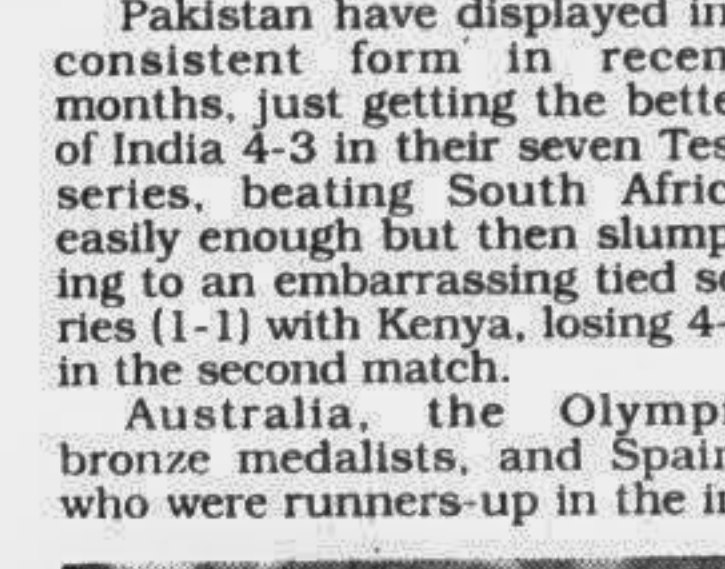 Pakistan have displayed in
consistent form in recen
months, just getting the bette
of India 4-3 in their seven Tes
series, beating South Afric
easily enough but then slump
ing to an embarrassing tied se
ries (1-1) with Kenya, losing 4-
in the second match.
Australia, the Olymp
bronze medalists, and Spain
who were runners-up in the in